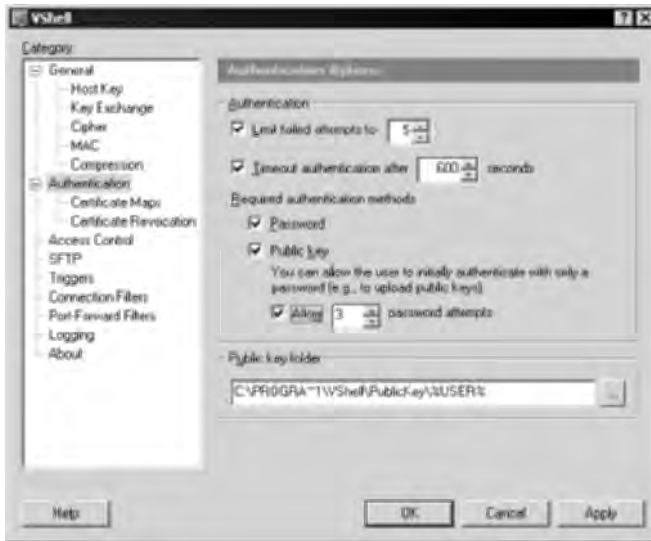 VShell
Category:
General
Host Key
Key Exchange
Cipher
MAC
Compression
Authentication
Certificate Maps
Certificate Revocation
Access Control
SFTP
Triggers
Connection Filters
Port-Forward Filters
Logging
About
Authentication Options
Authentication
Limit failed attempts to 5
Timeout authentication after 600 seconds
Required authentication methods
Password
Public key
You can allow the user to initially authenticate with only a
password (e.g., to upload public keys)
Allow 3 password attempts
Public key folder
C:\PROGRA~1\VShell\PublicKey\%USER%
...
Help
OK
Cancel
Apply